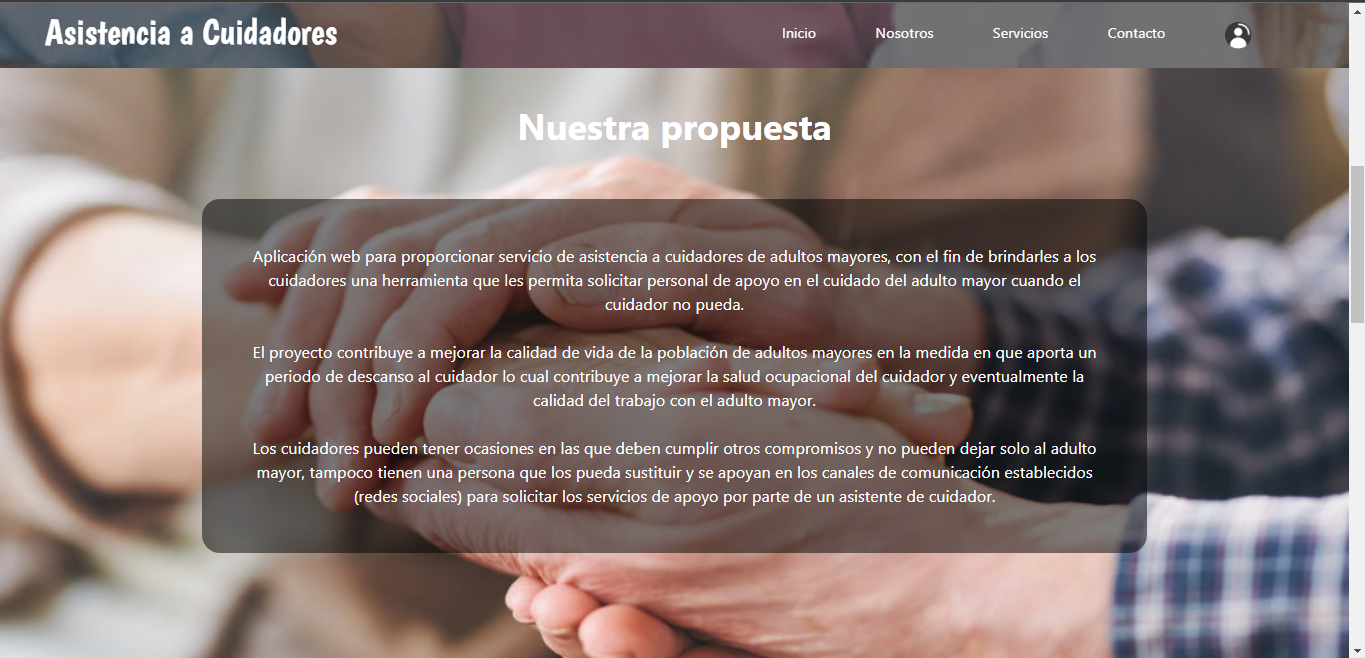 Asistencia a Cuidadores
Inicio
Nosotros
Servicios
Contacto
Nuestra propuesta
Aplicación web para proporcionar servicio de asistencia a cuidadores de adultos mayores, con el fin de brindarles a los
cuidadores una herramienta que les permita solicitar personal de apoyo en el cuidado del adulto mayor cuando el
cuidador no pueda.
El proyecto contribuye a mejorar la calidad de vida de la población de adultos mayores en la medida en que aporta un
periodo de descanso al cuidador lo cual contribuye a mejorar la salud ocupacional del cuidador y eventualmente la
calidad del trabajo con el adulto mayor.
Los cuidadores pueden tener ocasiones en las que deben cumplir otros compromisos y no pueden dejar solo al adulto
mayor, tampoco tienen una persona que los pueda sustituir y se apoyan en los canales de comunicación establecidos
(redes sociales) para solicitar los servicios de apoyo por parte de un asistente de cuidador.